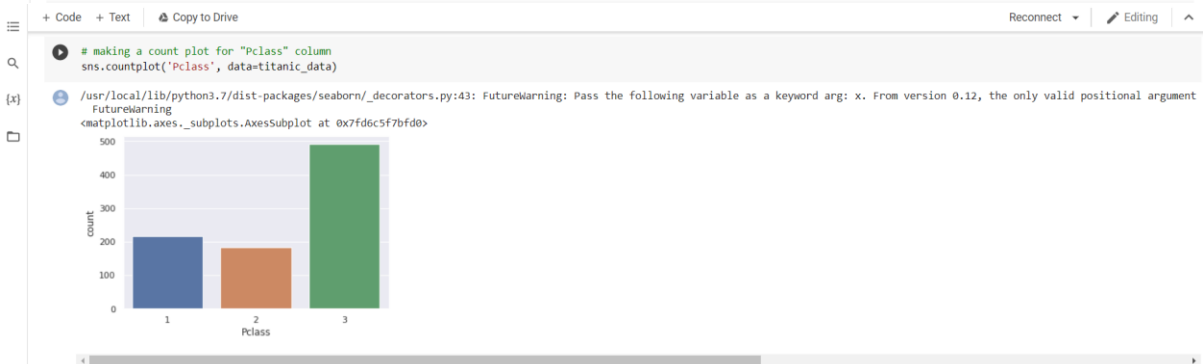 + Code + Text Copy to Drive Reconnect Editing
# making a count plot for "Pclass" column
sns.countplot('Pclass', data=titanic_data)
{x}
/usr/local/lib/python3.7/dist-packages/seaborn/_decorators.py:43: FutureWarning: Pass the following variable as a keyword arg: x. From version 0.12, the only valid positional argument
FutureWarning
<matplotlib.axes._subplots.AxesSubplot at 0x7fd6c5f7bfd0>
500
400
300
200
100
0
count
1 2 3
Pclass